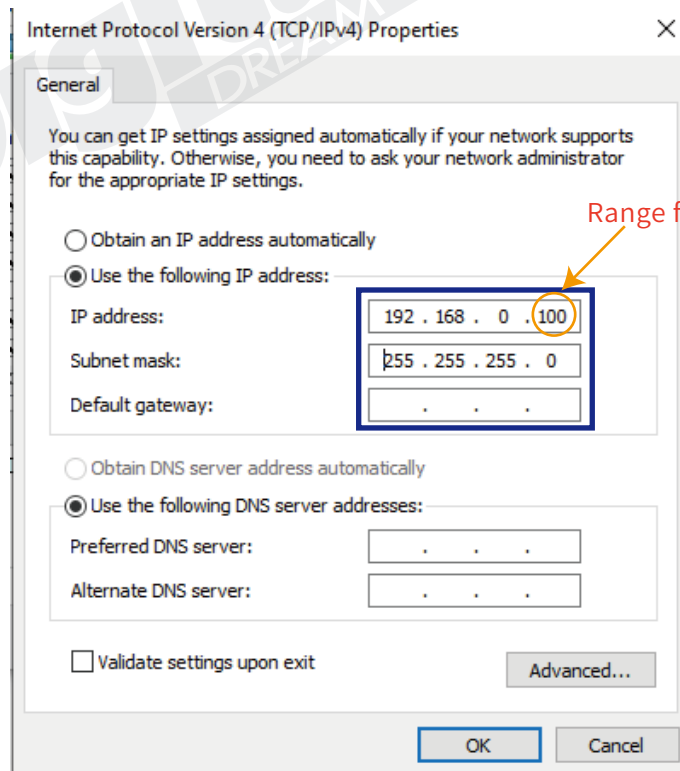 Internet Protocol Version 4 (TCP/IPv4) Properties
DREAM
General
You can get IP settings assigned automatically if your network supports
this capability. Otherwise, you need to ask your network administrator
for the appropriate IP settings.
Range f
Obtain an IP address automatically
Use the following IP address:
IP address: 192 . 168 . 0 . 100
Subnet mask: 255 . 255 . 255 . 0
Default gateway: . . .
Obtain DNS server address automatically
Use the following DNS server addresses:
Preferred DNS server: . . .
Alternate DNS server: . . .
Validate settings upon exit
Advanced...
OK Cancel